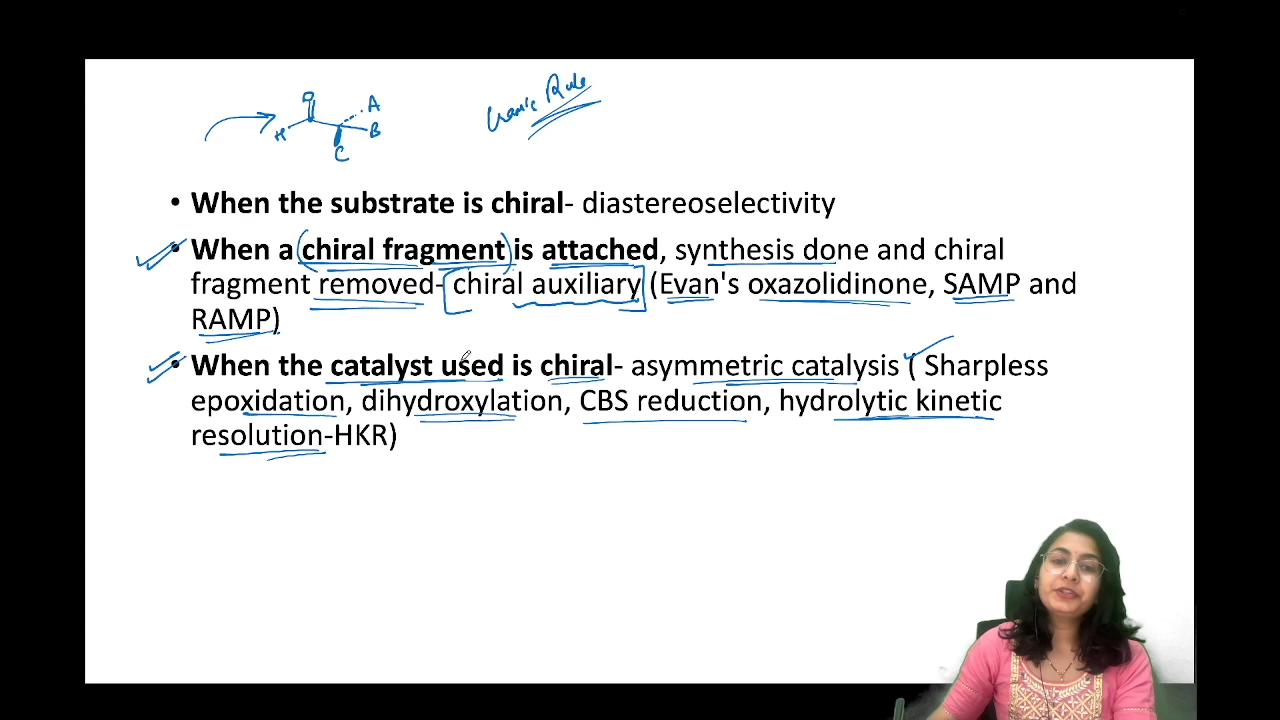 O
A
H
B
C
Cram's Rule
• When the substrate is chiral- diastereoselectivity
• When a (chiral fragment) is attached, synthesis done and chiral
fragment removed- chiral auxiliary (Evan's oxazolidinone, SAMP and
RAMP)
• When the catalyst used is chiral- asymmetric catalysis ( Sharpless
epoxidation, dihydroxylation, CBS reduction, hydrolytic kinetic
resolution-HKR)